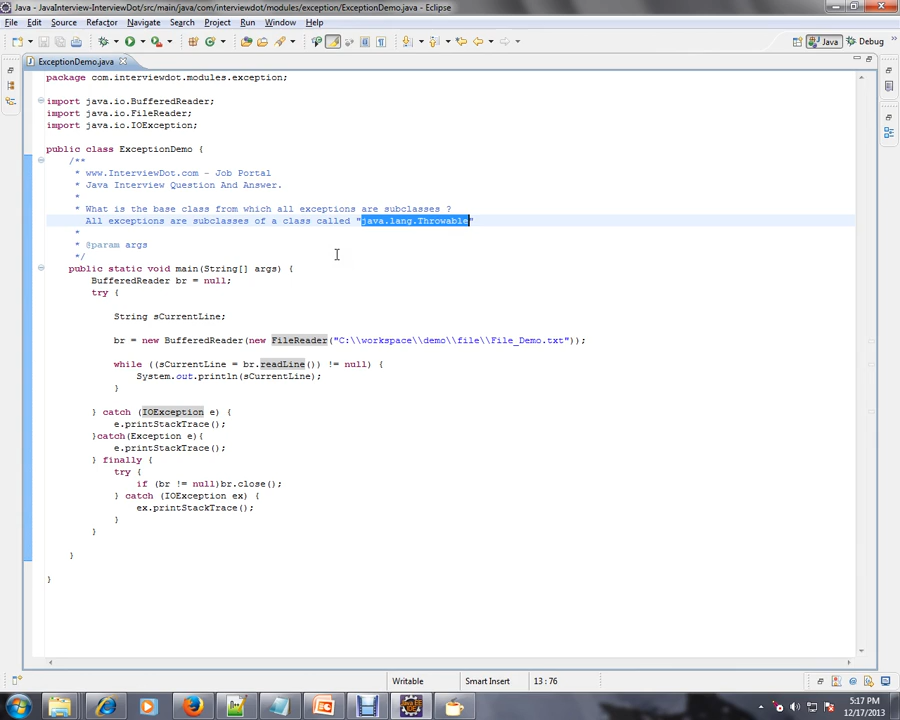 Java - JavaInterview-InterviewDot/src/main/java/com/interviewdot/modules/exception/ExceptionDemo.java - Eclipse
File Edit Source Refactor Navigate Search Project Run Window Help
Java Debug
ExceptionDemo.java
package com.interviewdot.modules.exception;
import java.io.BufferedReader;
import java.io.FileReader;
import java.io.IOException;
public class ExceptionDemo {
/**
* www.InterviewDot.com - Job Portal
* Java Interview Question And Answer.
*
* What is the base class from which all exceptions are subclasses ?
All exceptions are subclasses of a class called "java.lang.Throwable"
*
* @param args
*/
public static void main(String[] args) {
BufferedReader br = null;
try {
String sCurrentLine;
br = new BufferedReader(new FileReader("C:\\workspace\\demo\\file\\File_Demo.txt"));
while ((sCurrentLine = br.readLine()) != null) {
System.out.println(sCurrentLine);
}
} catch (IOException e) {
e.printStackTrace();
}catch(Exception e){
e.printStackTrace();
} finally {
try {
if (br != null)br.close();
} catch (IOException ex) {
ex.printStackTrace();
}
}
}
}
Writable Smart Insert 13 : 76
5:17 PM
12/17/2013